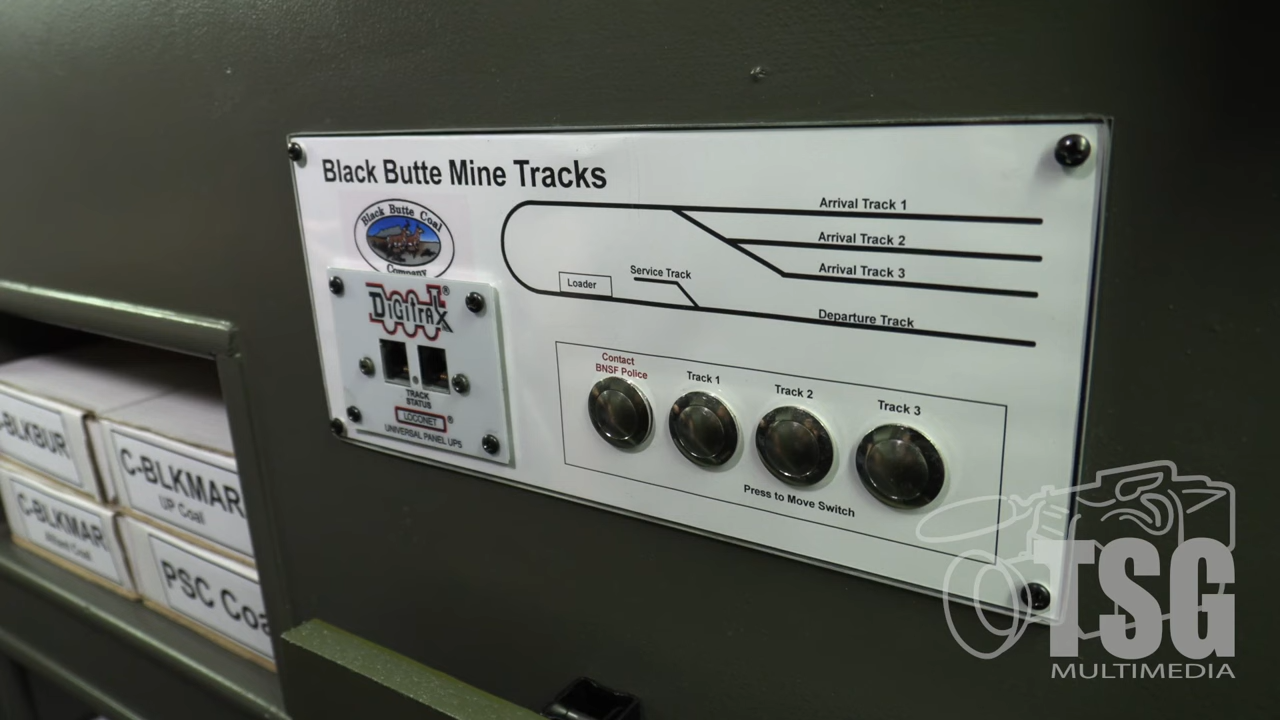 Black Butte Mine Tracks
Black Butte Coal
Company
Arrival Track 1
Arrival Track 2
Arrival Track 3
Service Track
Loader
Departure Track
DIGITRAX®
TRACK
STATUS
LOCONET®
UNIVERSAL PANEL UP5
Contact
BNSF Police
Track 1
Track 2
Track 3
Press to Move Switch
-BLKBUR
C-BLKMAR
UP Coal
C-BLKMAR
PSC Coa
TSG
MULTIMEDIA